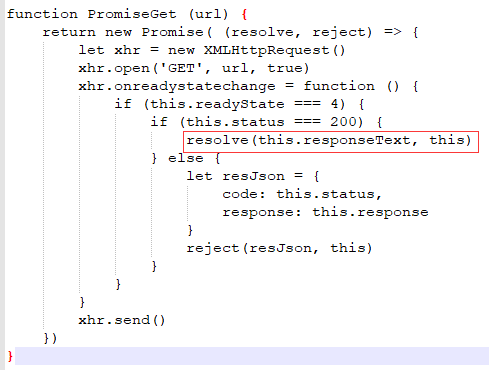 function PromiseGet (url) {
    return new Promise( (resolve, reject) => {
        let xhr = new XMLHttpRequest()
        xhr.open('GET', url, true)
        xhr.onreadystatechange = function () {
            if (this.readyState === 4) {
                if (this.status === 200) {
                    resolve(this.responseText, this)
                } else {
                    let resJson = {
                        code: this.status,
                        response: this.response
                    }
                    reject(resJson, this)
                }
            }
        }
        xhr.send()
    })
}